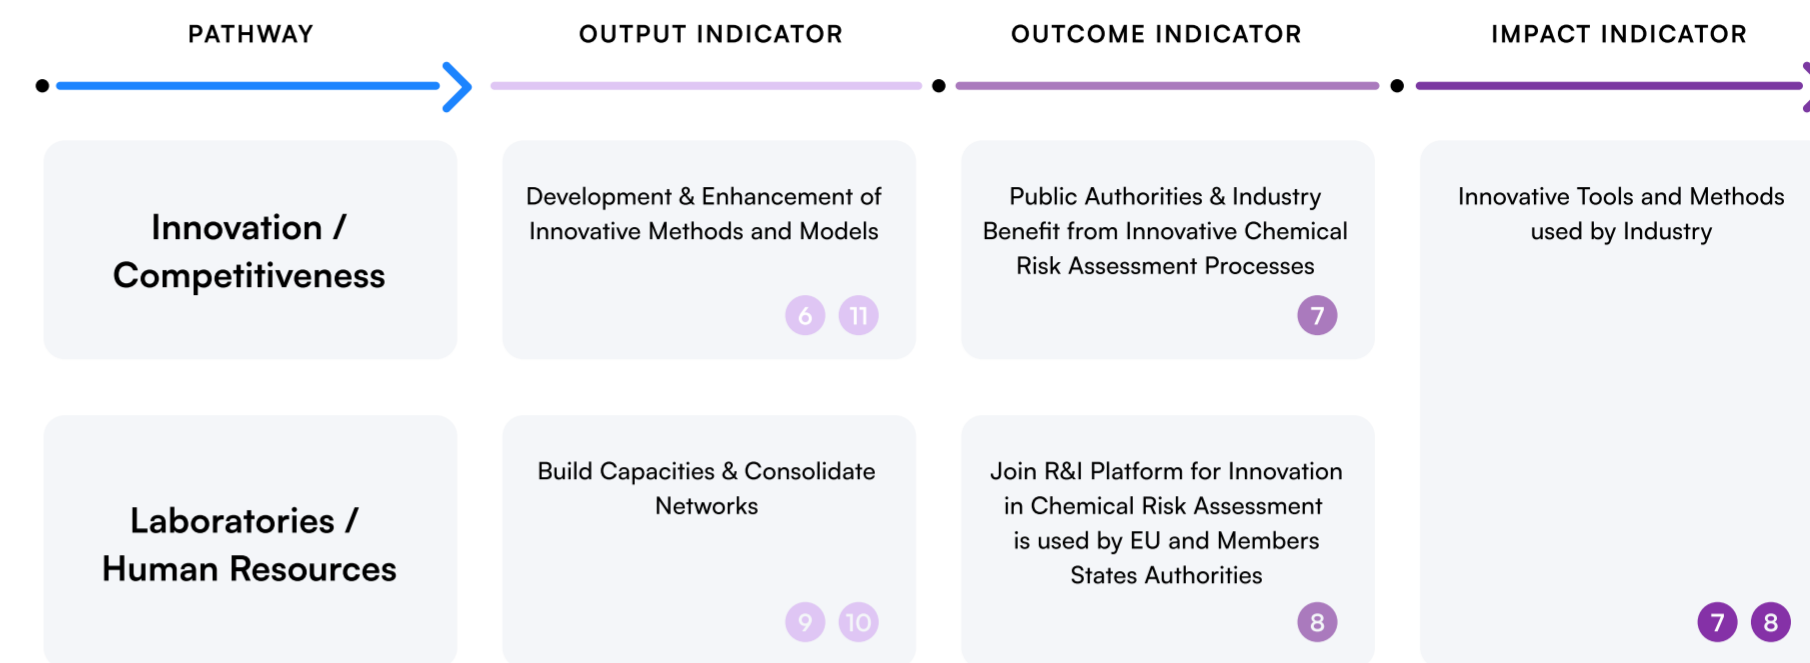 PATHWAY
OUTPUT INDICATOR
OUTCOME INDICATOR
IMPACT INDICATOR
Innovation /
Competitiveness
Development & Enhancement of
Innovative Methods and Models
6 11
Public Authorities & Industry
Benefit from Innovative Chemical
Risk Assessment Processes
7
Innovative Tools and Methods
used by Industry
Laboratories /
Human Resources
Build Capacities & Consolidate
Networks
9 10
Join R&I Platform for Innovation
in Chemical Risk Assessment
is used by EU and Members
States Authorities
8
7 8